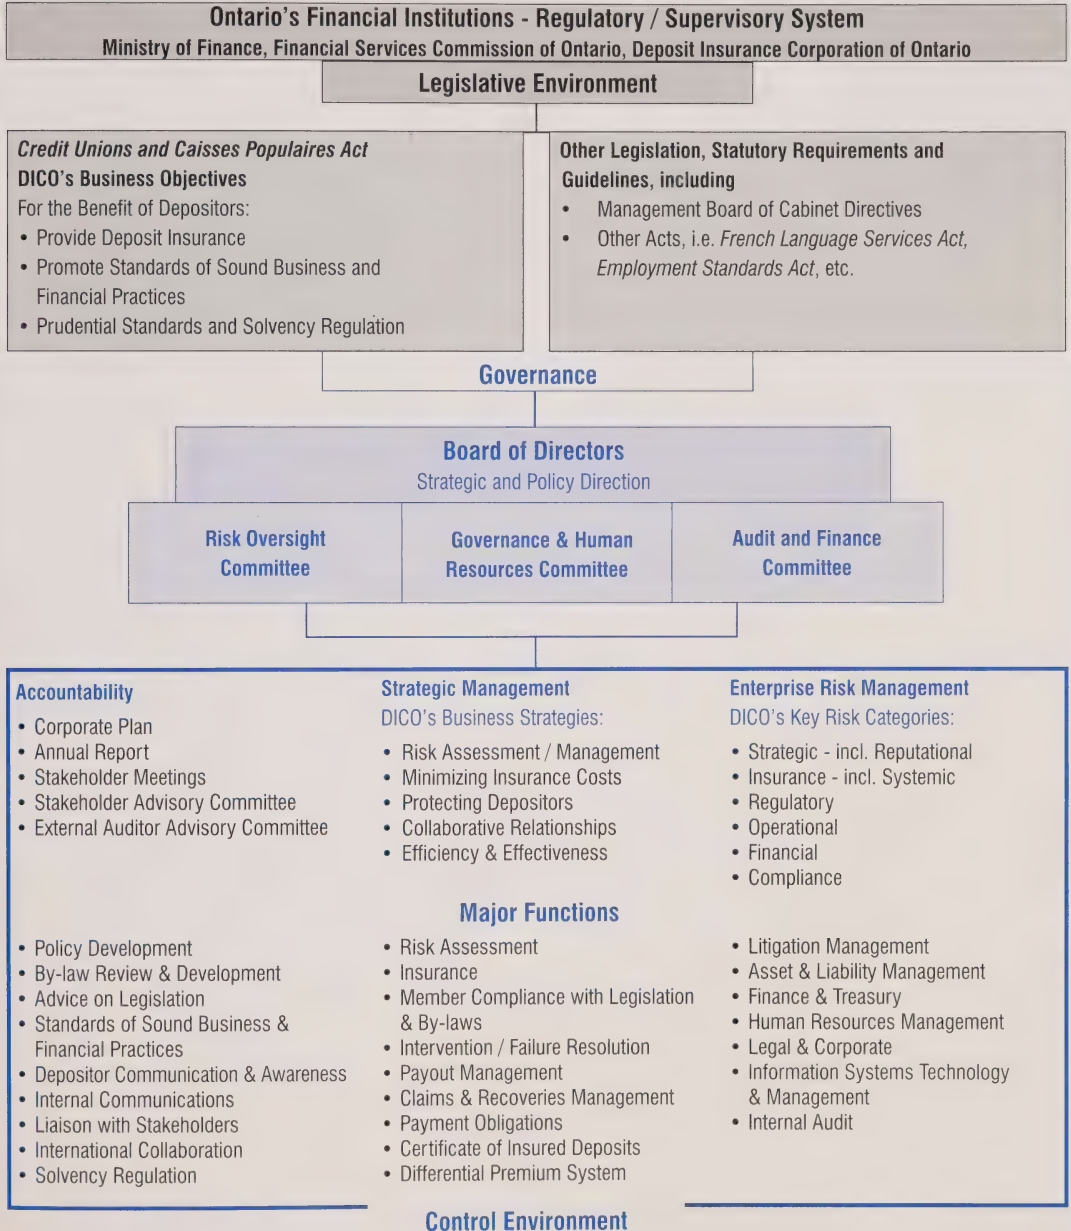 Ontario's Financial Institutions - Regulatory / Supervisory System
Ministry of Finance, Financial Services Commission of Ontario, Deposit Insurance Corporation of Ontario
Legislative Environment
Credit Unions and Caisses Populaires Act
DICO's Business Objectives
For the Benefit of Depositors:
• Provide Deposit Insurance
• Promote Standards of Sound Business and
Financial Practices
• Prudential Standards and Solvency Regulation
Other Legislation, Statutory Requirements and
Guidelines, including
• Management Board of Cabinet Directives
• Other Acts, i.e. French Language Services Act,
Employment Standards Act, etc.
Governance
Board of Directors
Strategic and Policy Direction
Risk Oversight
Committee
Governance & Human
Resources Committee
Audit and Finance
Committee
Accountability
• Corporate Plan
• Annual Report
• Stakeholder Meetings
• Stakeholder Advisory Committee
• External Auditor Advisory Committee
Strategic Management
DICO's Business Strategies:
• Risk Assessment / Management
• Minimizing Insurance Costs
• Protecting Depositors
• Collaborative Relationships
• Efficiency & Effectiveness
Enterprise Risk Management
DICO's Key Risk Categories:
• Strategic - incl. Reputational
• Insurance - incl. Systemic
• Regulatory
• Operational
• Financial
• Compliance
Major Functions
• Policy Development
• By-law Review & Development
• Advice on Legislation
• Standards of Sound Business &
Financial Practices
• Depositor Communication & Awareness
• Internal Communications
• Liaison with Stakeholders
• International Collaboration
• Solvency Regulation
• Risk Assessment
• Insurance
• Member Compliance with Legislation
& By-laws
• Intervention / Failure Resolution
• Payout Management
• Claims & Recoveries Management
• Payment Obligations
• Certificate of Insured Deposits
• Differential Premium System
• Litigation Management
• Asset & Liability Management
• Finance & Treasury
• Human Resources Management
• Legal & Corporate
• Information Systems Technology
& Management
• Internal Audit
Control Environment